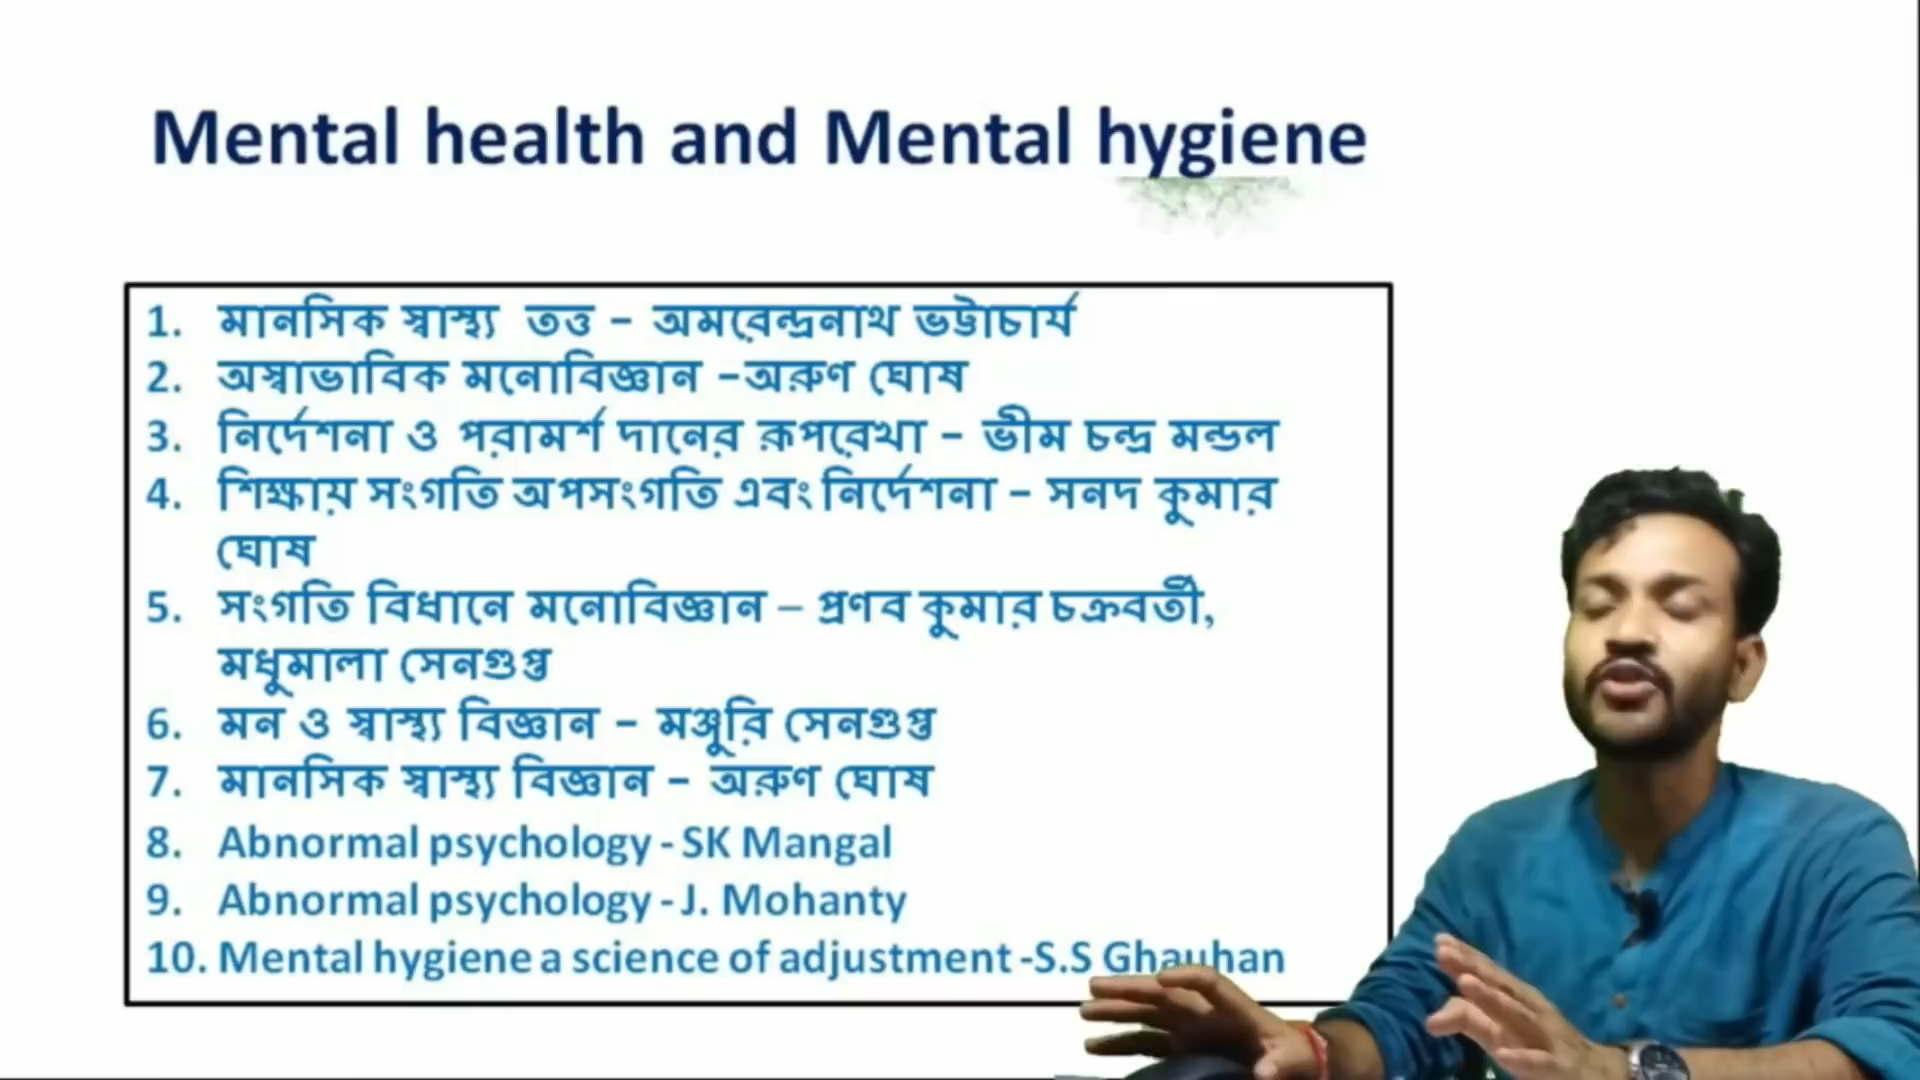 Mental health and Mental hygiene
1. মানসিক স্বাস্থ্য তত্ত – অমরেন্দ্রনাথ ভট্টাচার্য
2. অস্বাভাবিক মনোবিজ্ঞান –অরুণ ঘোষ
3. নির্দেশনা ও পরামর্শ দানের রূপরেখা – ভীম চন্দ্র মন্ডল
4. শিক্ষায় সংগতি অপসংগতি এবং নির্দেশনা – সনদ কুমার
ঘোষ
5. সংগতি বিধানে মনোবিজ্ঞান – প্রণব কুমার চক্রবর্তী,
মধুমালা সেনগুপ্ত
6. মন ও স্বাস্থ্য বিজ্ঞান – মঞ্জুরি সেনগুপ্ত
7. মানসিক স্বাস্থ্য বিজ্ঞান – অরুণ ঘোষ
8. Abnormal psychology - SK Mangal
9. Abnormal psychology - J. Mohanty
10. Mental hygiene a science of adjustment -S.S Ghauhan